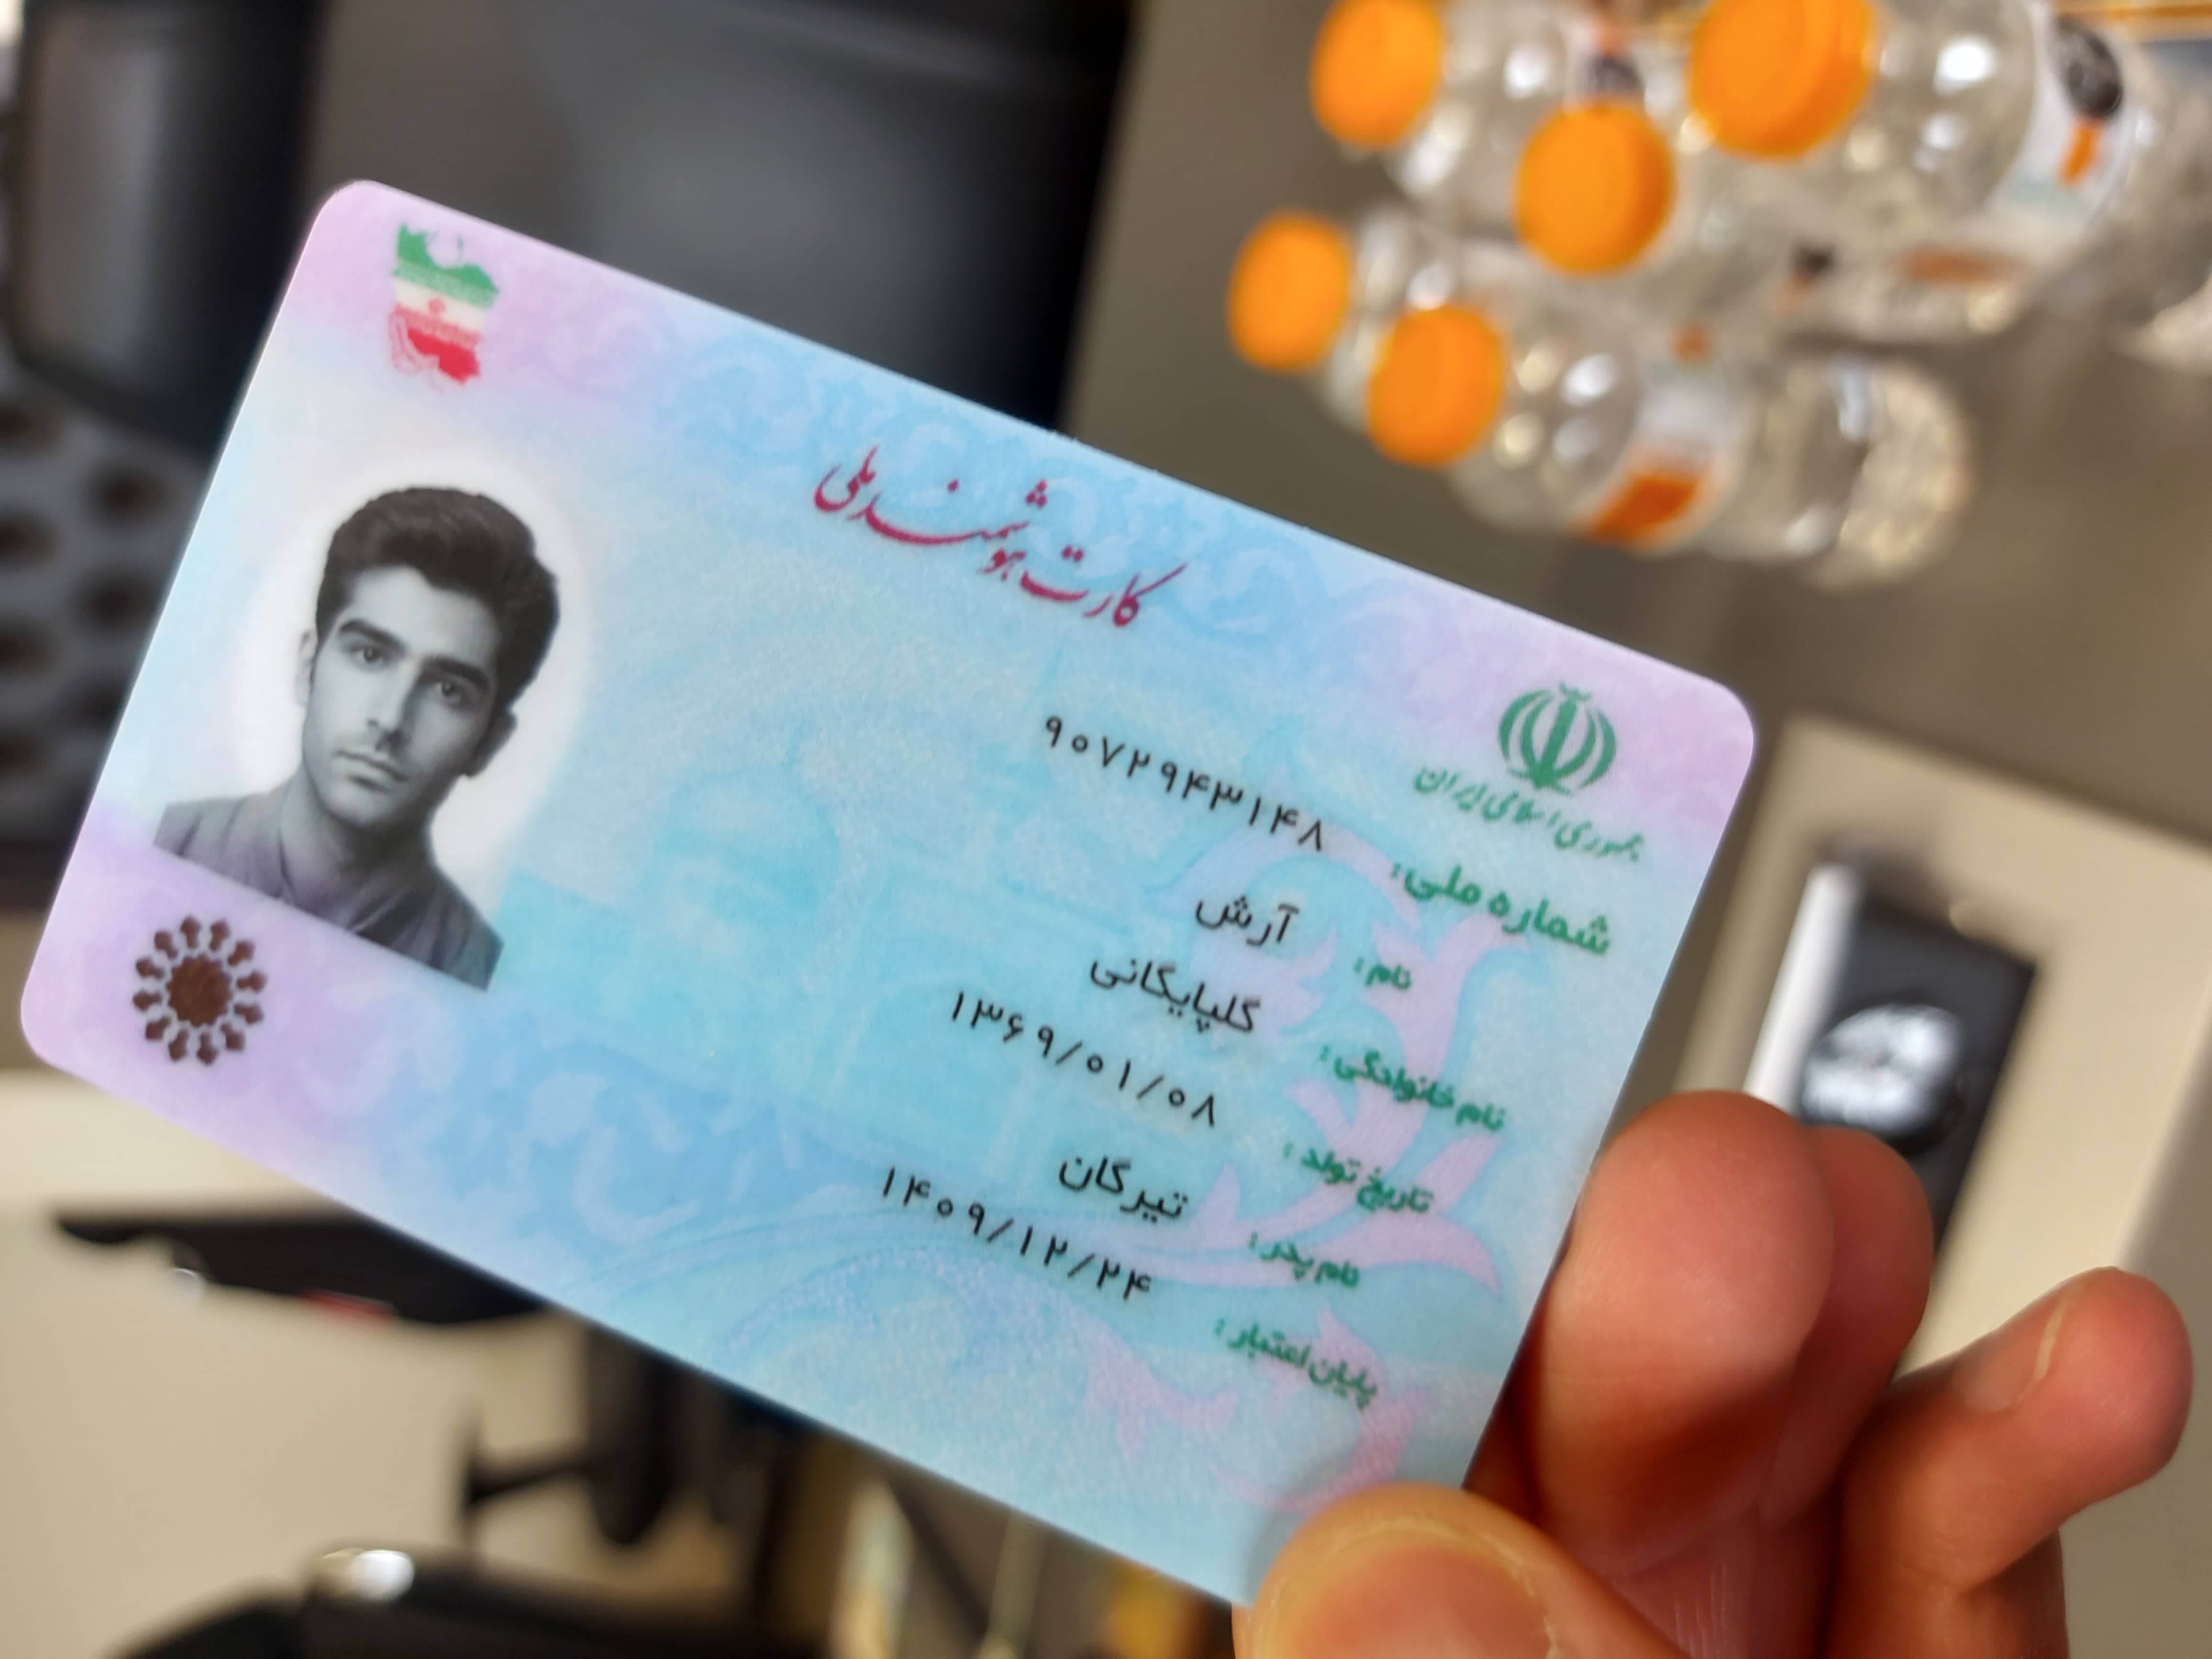 کارت هوشمند ملی
جمهوری اسلامی ایران
شماره ملی: ۹۰۷۲۹۴۳۱۴۸
نام: آرش
نام خانوادگی: گلپایگانی
تاریخ تولد: ۱۳۶۹/۰۱/۰۸
نام پدر: تیرگان
پایان اعتبار: ۱۴۰۹/۱۲/۲۴